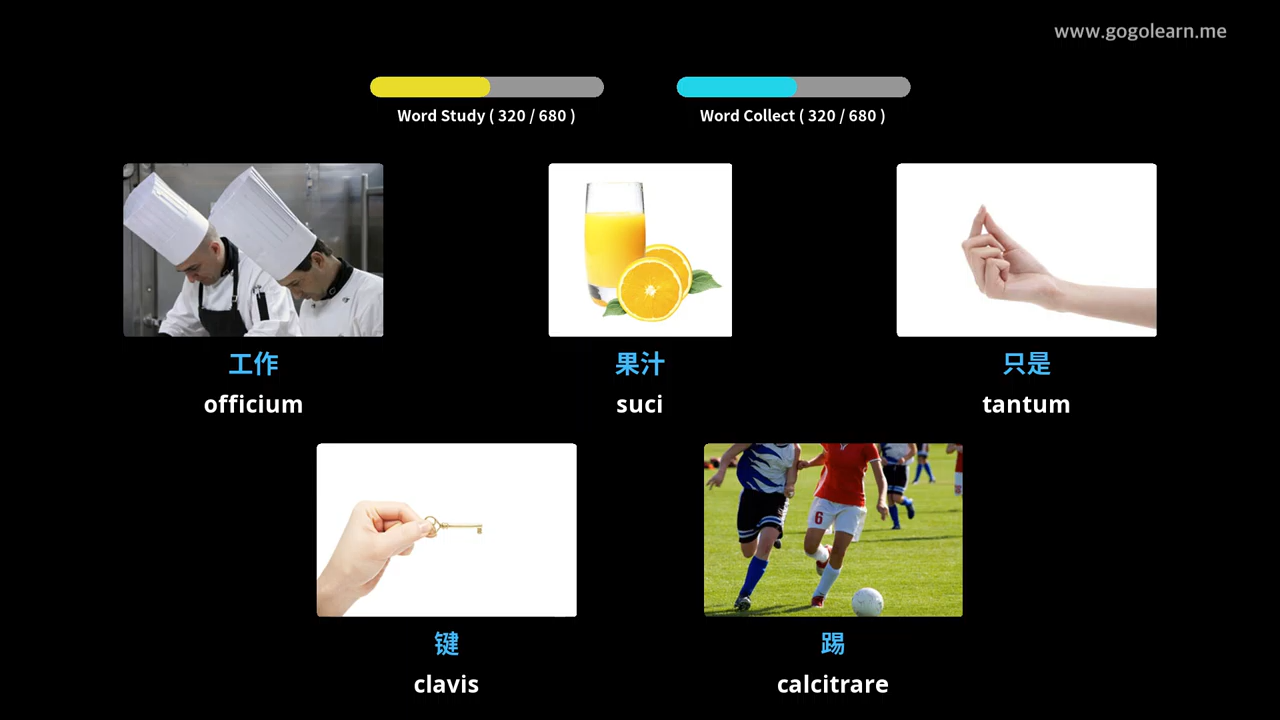 www.gogolearn.me
Word Study ( 320 / 680 )
Word Collect ( 320 / 680 )
工作
officium
果汁
suci
只是
tantum
键
clavis
6
踢
calcitrare